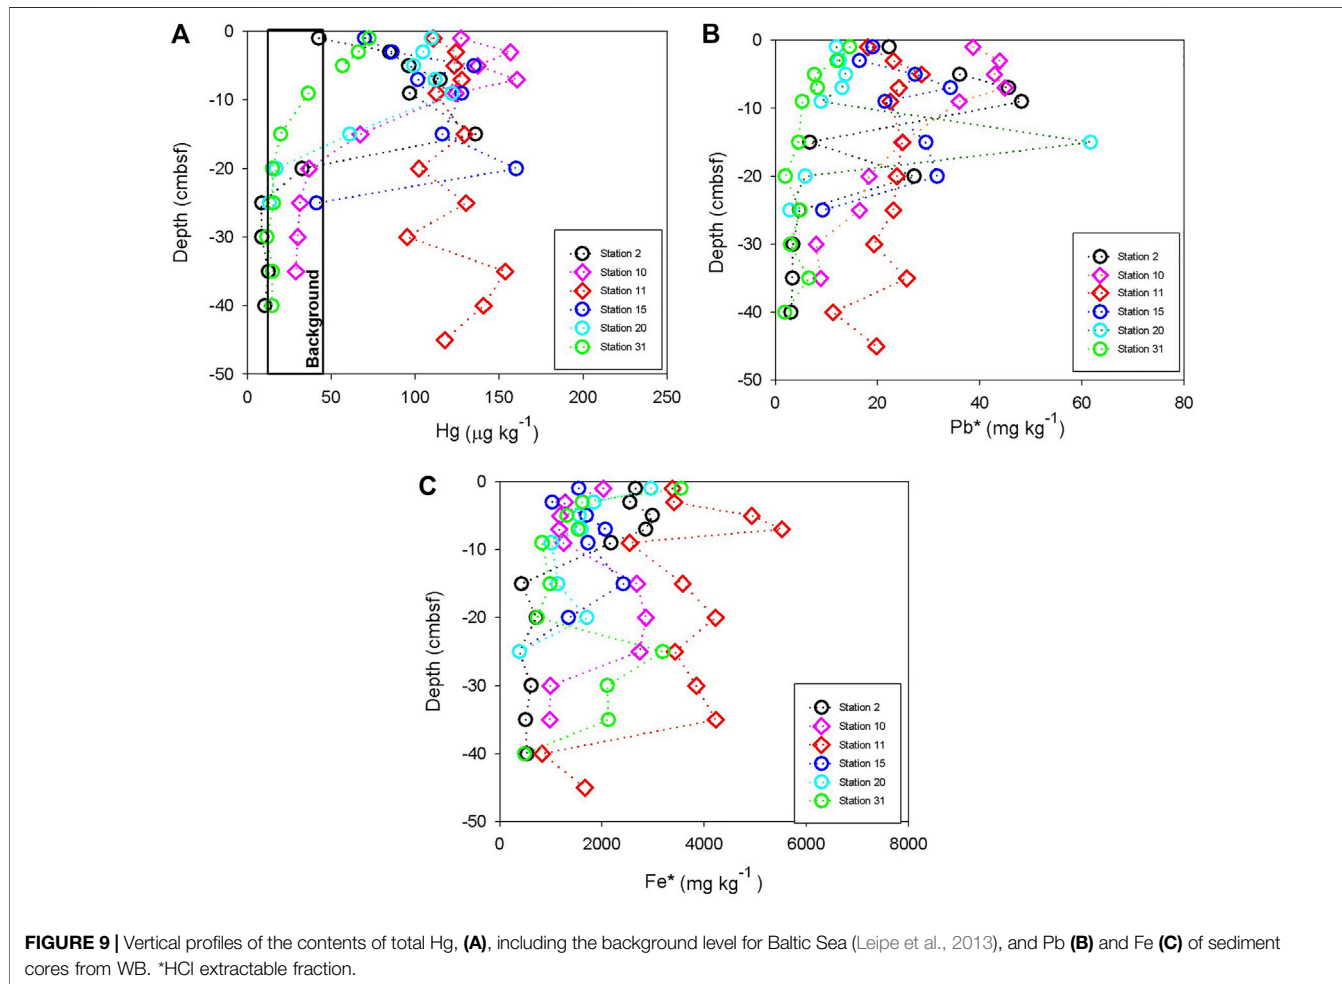 A
0
-10
-20
-30
-40
-50
Depth (cmbsf)
0 50 100 150 200 250
Hg (μg kg⁻¹)
Background
Station 2
Station 10
Station 11
Station 15
Station 20
Station 31
B
0
-10
-20
-30
-40
-50
Depth (cmbsf)
0 20 40 60 80
Pb* (mg kg⁻¹)
Station 2
Station 10
Station 11
Station 15
Station 20
Station 31
C
0
-10
-20
-30
-40
-50
Depth (cmbsf)
0 2000 4000 6000 8000
Fe* (mg kg⁻¹)
Station 2
Station 10
Station 11
Station 15
Station 20
Station 31
FIGURE 9 | Vertical profiles of the contents of total Hg, (A), including the background level for Baltic Sea (Leipe et al., 2013), and Pb (B) and Fe (C) of sediment
cores from WB. *HCl extractable fraction.